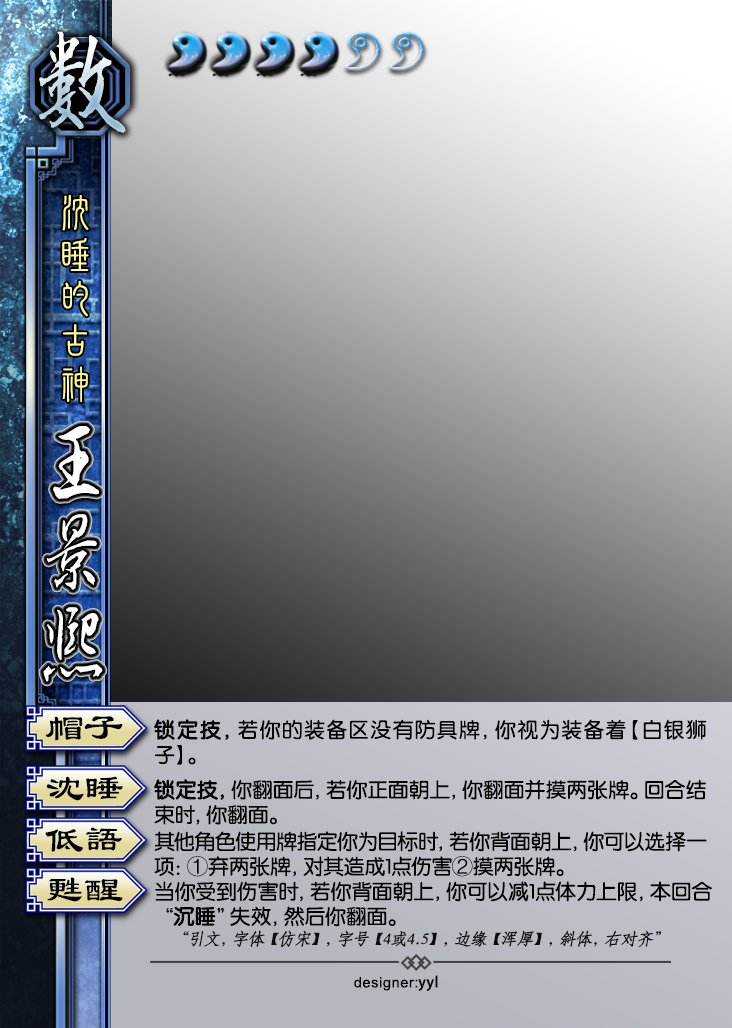 数
沈睡的古神
王景熙
帽子
锁定技，若你的装备区没有防具牌，你视为装备着【白银狮
子】。
沈睡
锁定技，你翻面后，若你正面朝上，你翻面并摸两张牌。回合结
束时，你翻面。
低語
其他角色使用牌指定你为目标时，若你背面朝上，你可以选择一
项：①弃两张牌，对其造成1点伤害②摸两张牌。
甦醒
当你受到伤害时，若你背面朝上，你可以减1点体力上限，本回合
“沉睡”失效，然后你翻面。
“引文，字体【仿宋】，字号【4或4.5】，边缘【浑厚】，斜体，右对齐”
designer:yyl